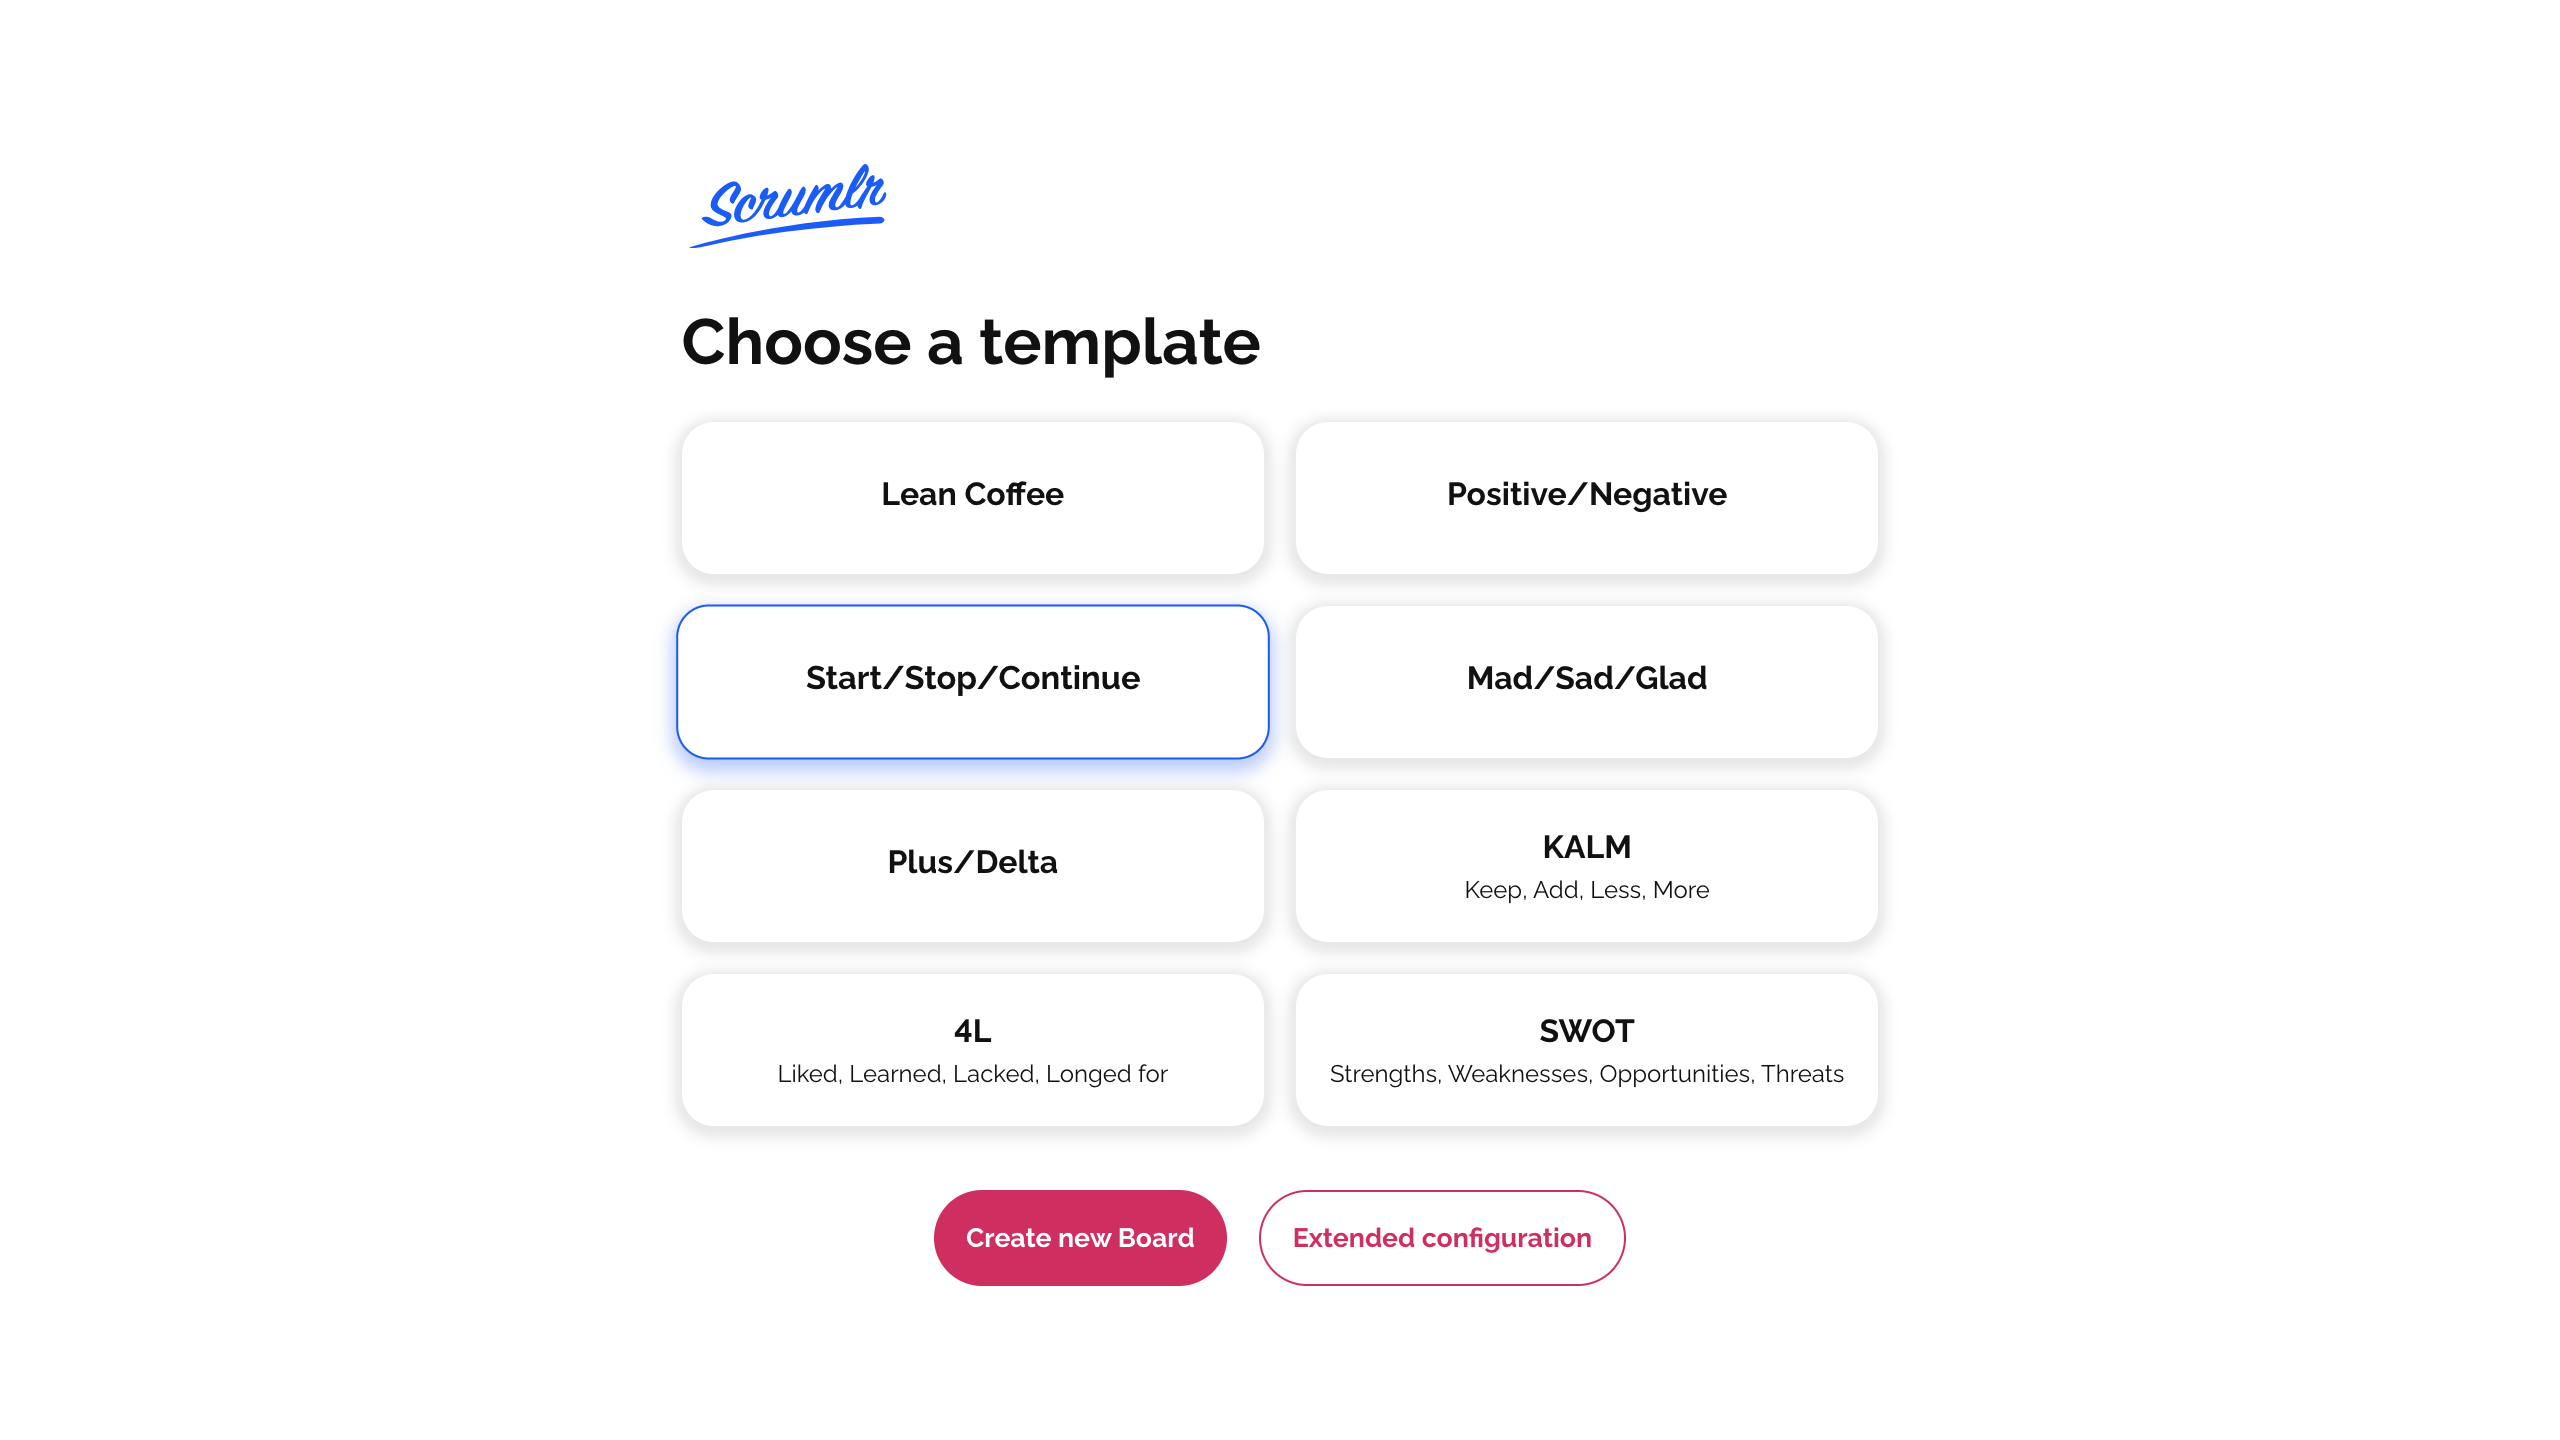 Scrumlr
Choose a template
Lean Coffee
Positive/Negative
Start/Stop/Continue
Mad/Sad/Glad
Plus/Delta
KALM
Keep, Add, Less, More
4L
Liked, Learned, Lacked, Longed for
SWOT
Strengths, Weaknesses, Opportunities, Threats
Create new Board
Extended configuration